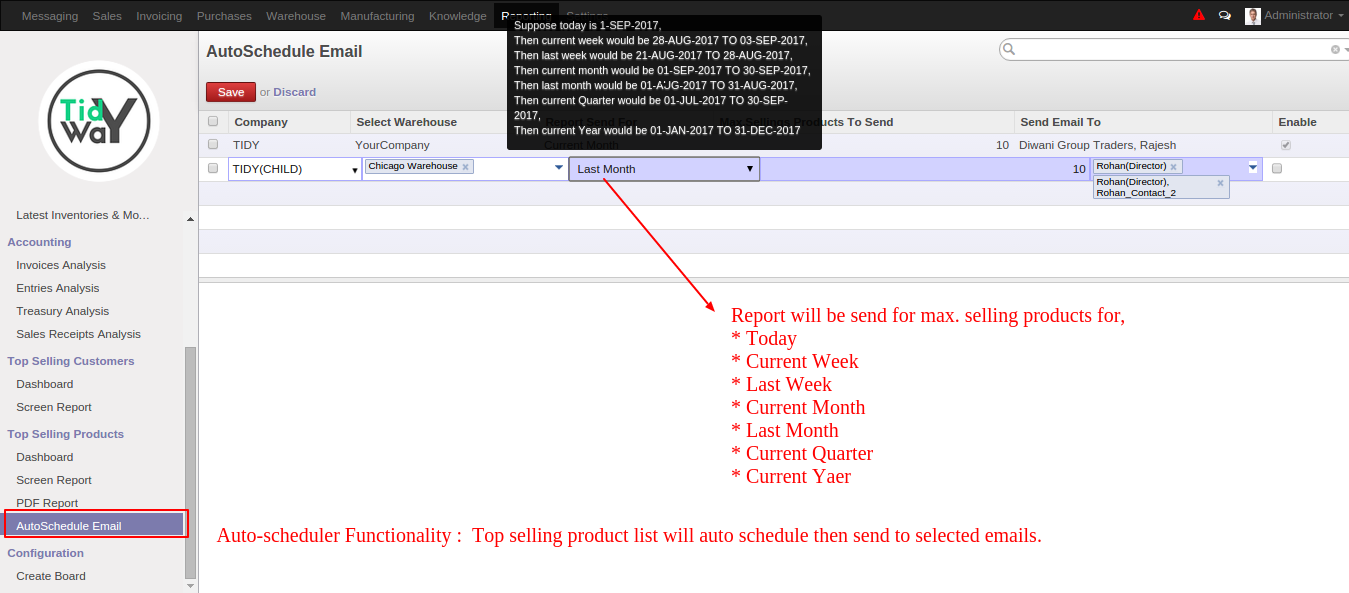 Messaging Sales Invoicing Purchases Warehouse Manufacturing Knowledge Reporting Settings Administrator
Suppose today is 1-SEP-2017,
Then current week would be 28-AUG-2017 TO 03-SEP-2017,
Then last week would be 21-AUG-2017 TO 28-AUG-2017,
Then current month would be 01-SEP-2017 TO 30-SEP-2017,
Then last month would be 01-AUG-2017 TO 31-AUG-2017,
Then current Quarter would be 01-JUL-2017 TO 30-SEP-
2017,
Then current Year would be 01-JAN-2017 TO 31-DEC-2017
Tidy
Way
AutoSchedule Email
Save or Discard
Company Select Warehouse Report Send For Max Sellings Products To Send Send Email To Enable
TIDY YourCompany Current Month 10 Diwani Group Traders, Rajesh
TIDY(CHILD) Chicago Warehouse x Last Month 10 Rohan(Director) x
Rohan(Director), x
Rohan_Contact_2
Latest Inventories & Mo...
Accounting
Invoices Analysis
Entries Analysis
Treasury Analysis
Sales Receipts Analysis
Top Selling Customers
Dashboard
Screen Report
Top Selling Products
Dashboard
Screen Report
PDF Report
AutoSchedule Email
Configuration
Create Board
Report will be send for max. selling products for,
* Today
* Current Week
* Last Week
* Current Month
* Last Month
* Current Quarter
* Current Yaer
Auto-scheduler Functionality : Top selling product list will auto schedule then send to selected emails.